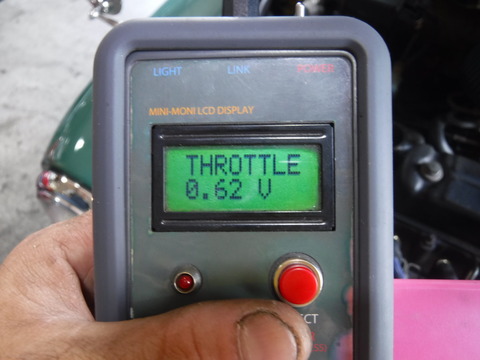 LIGHT LINK POWER
MINI-MONI LCD DISPLAY
THROTTLE
0.62 V